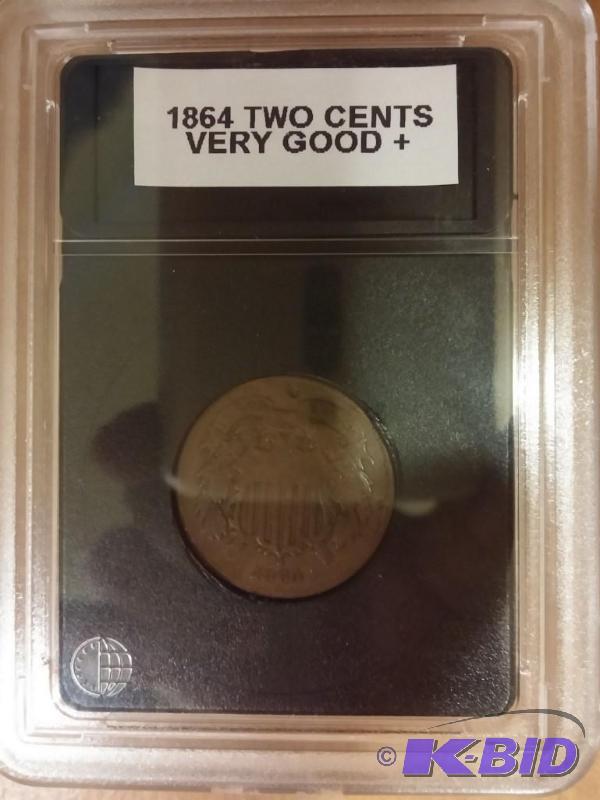 1864 TWO CENTS
VERY GOOD +
© K-BID